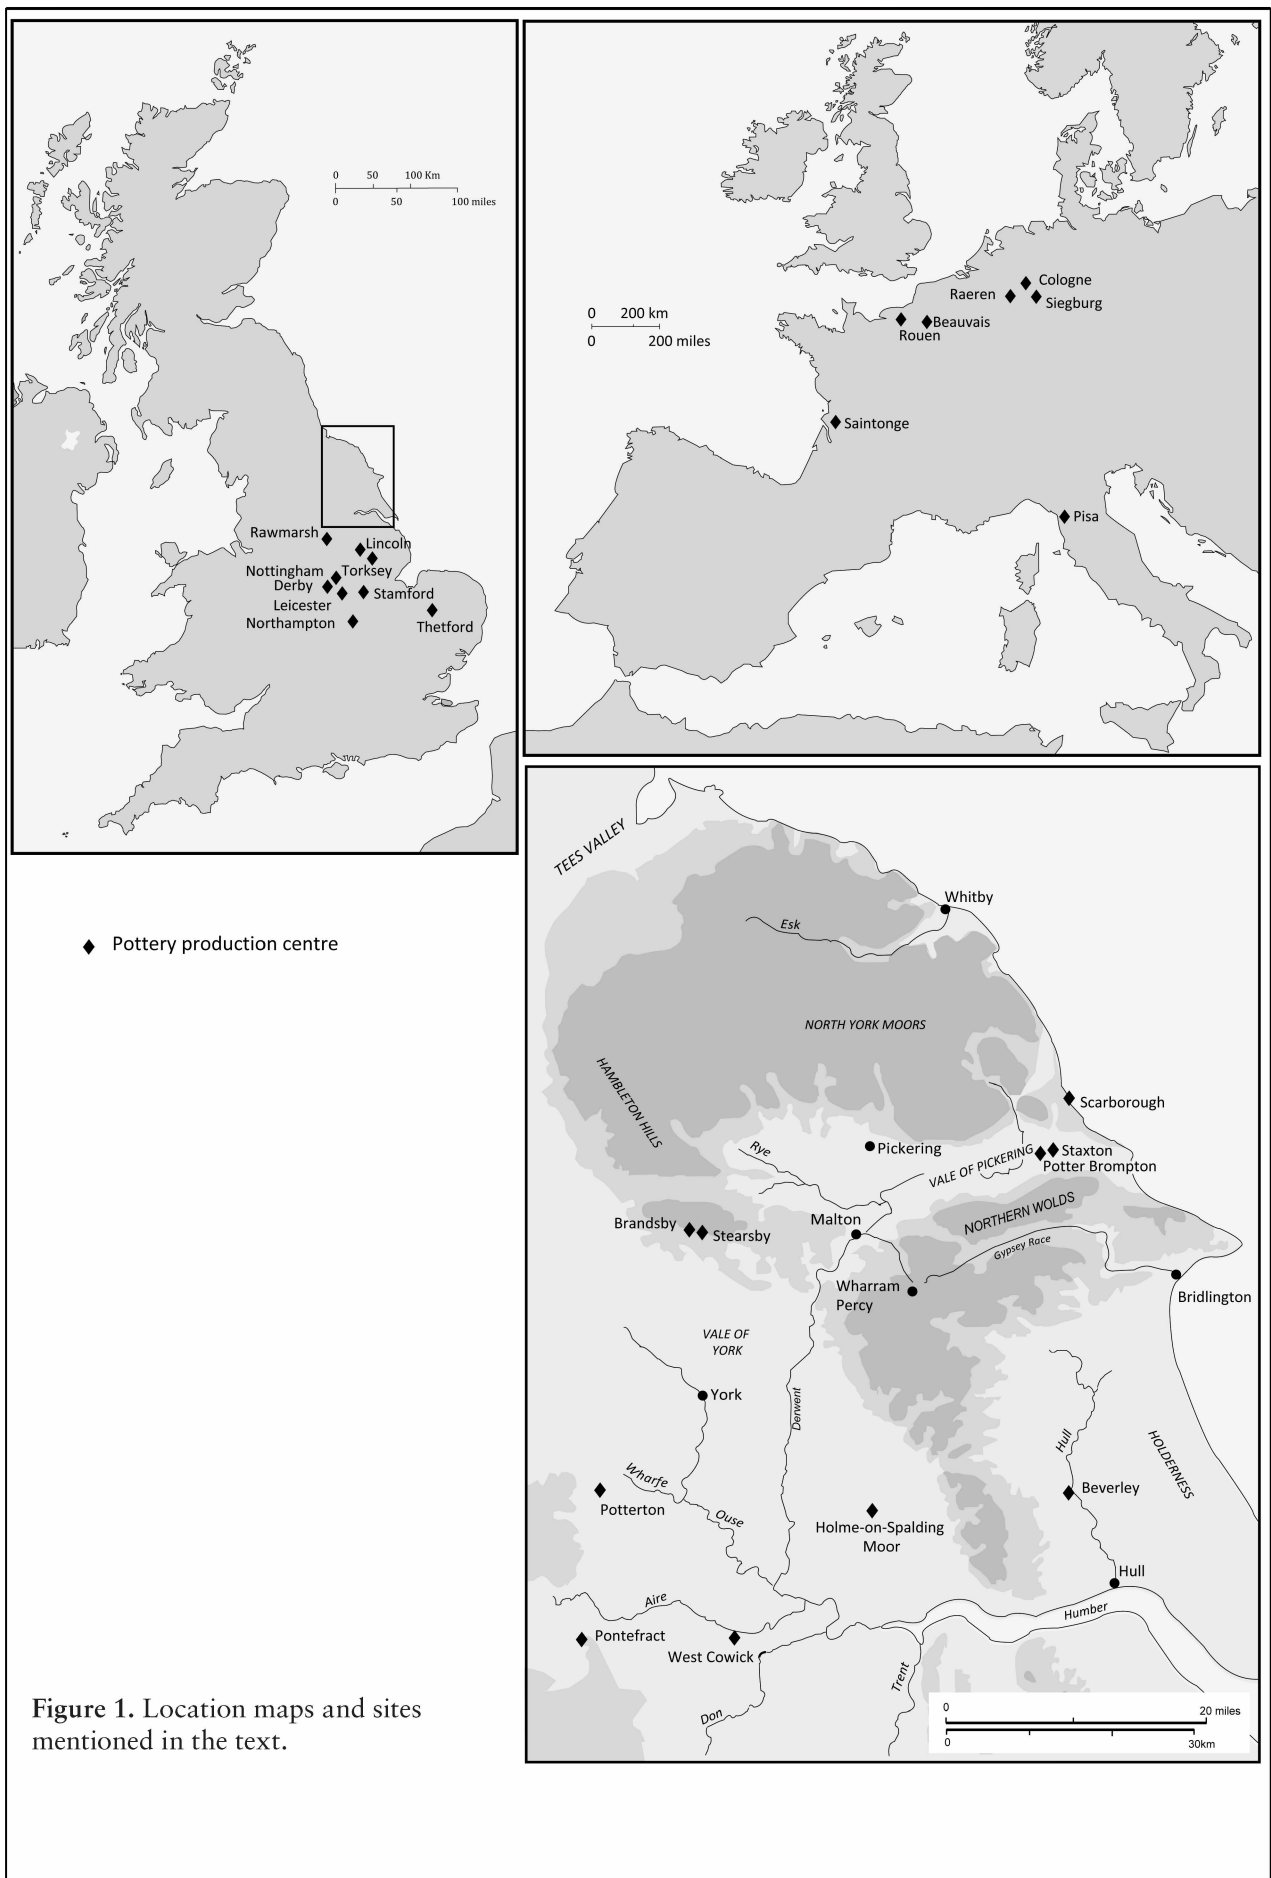 0 50 100 Km
0 50 100 miles
Rawmarsh
Lincoln
Nottingham
Torksey
Derby
Stamford
Leicester
Northampton
Thetford
0 200 km
0 200 miles
Cologne
Raeren
Siegburg
Beauvais
Rouen
Saintonge
Pisa
Pottery production centre
TEES VALLEY
Whitby
Esk
NORTH YORK MOORS
HAMBLETON HILLS
Scarborough
Pickering
Rye
VALE OF PICKERING
Staxton
Potter Brompton
NORTHERN WOLDS
Brandsby
Stearsby
Malton
Gypsey Race
Wharram
Percy
Bridlington
VALE OF
YORK
York
Derwent
Hull
HOLDERNESS
Wharfe
Beverley
Potterton
Ouse
Holme-on-Spalding
Moor
Hull
Aire
Humber
Pontefract
West Cowick
Trent
Don
0 20 miles
0 30km
Figure 1. Location maps and sites
mentioned in the text.